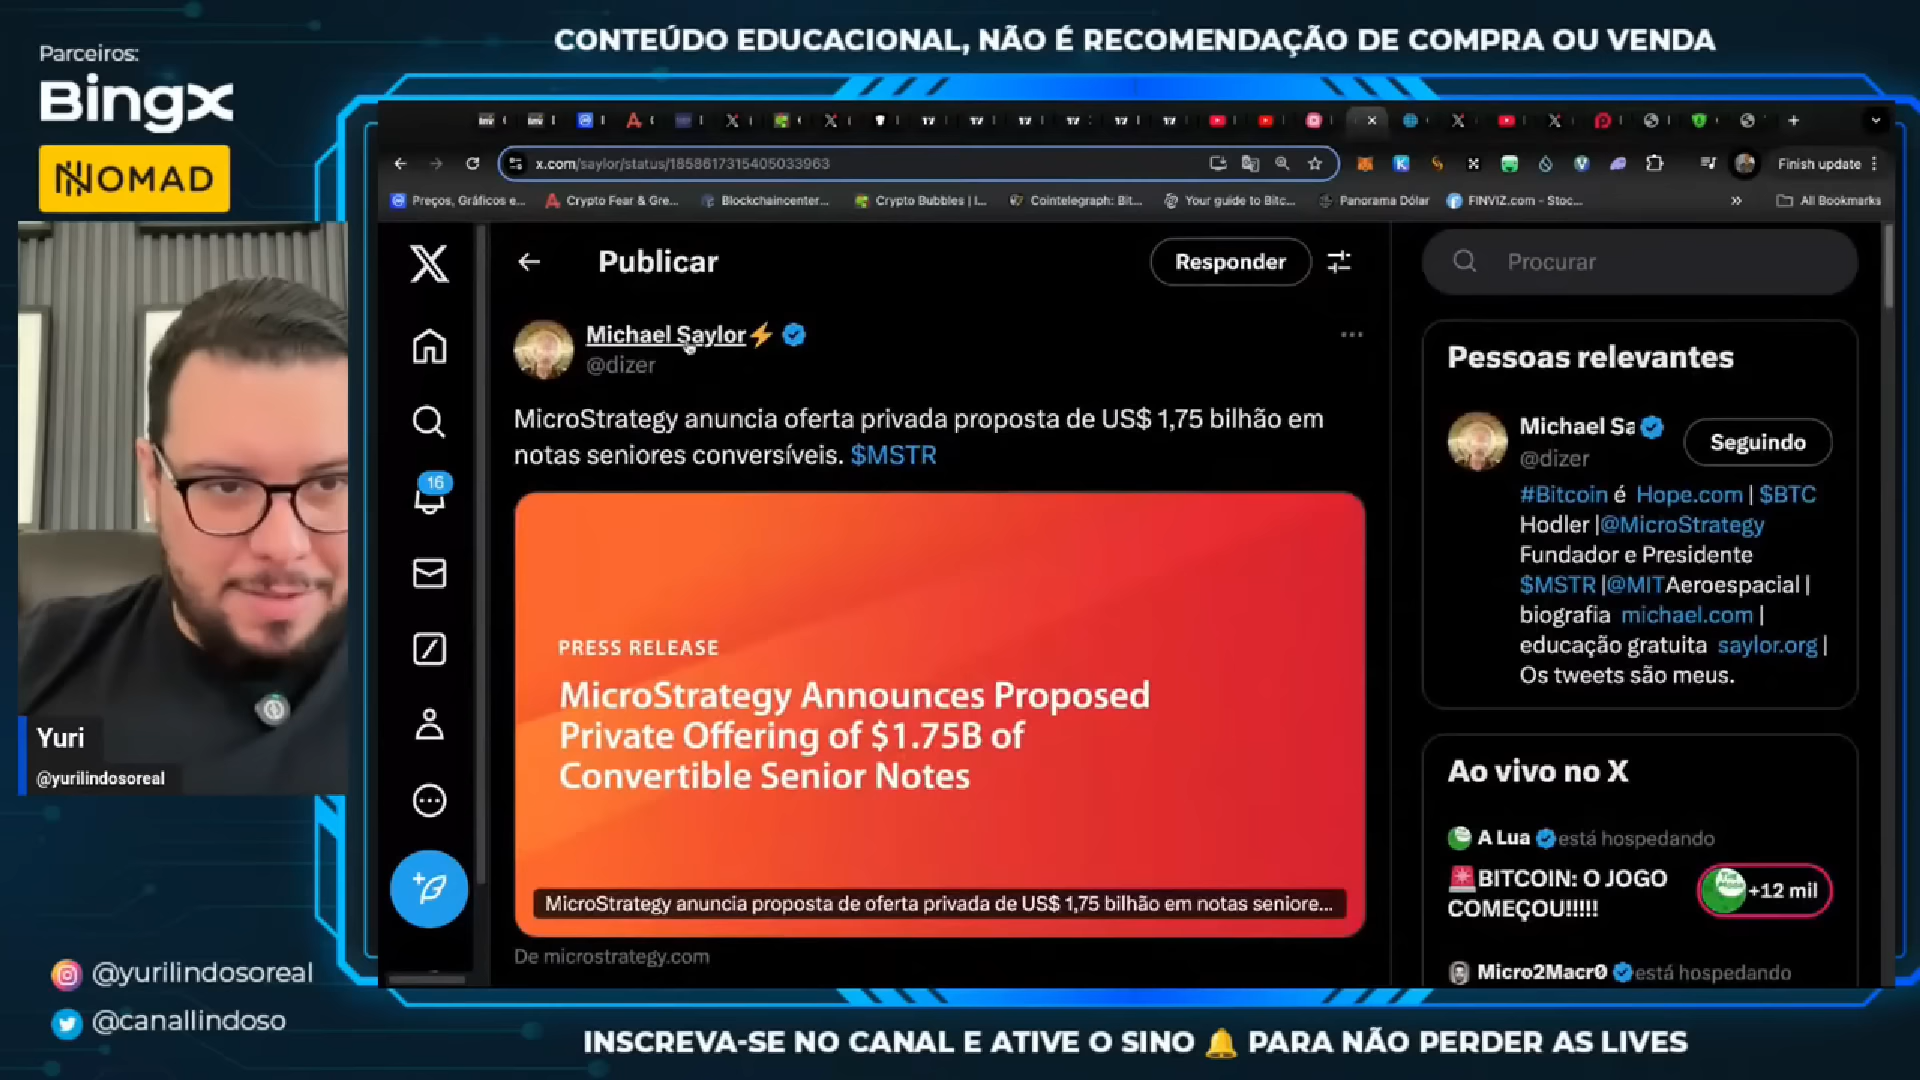 CONTEÚDO EDUCACIONAL, NÃO É RECOMENDAÇÃO DE COMPRA OU VENDA
Parceiros:
BingX
NOMAD
x.com/saylor/status/1858617315405033963
Finish update
Preços, Gráficos e...
Crypto Fear & Gre...
Blockchaincenter...
Crypto Bubbles | I...
Cointelegraph: Bit...
Your guide to Bitc...
Panorama Dólar
FINVIZ.com - Stoc...
All Bookmarks
Publicar
Responder
Procurar
Michael Saylor⚡
@dizer
MicroStrategy anuncia oferta privada proposta de US$ 1,75 bilhão em
notas seniores conversíveis. $MSTR
16
PRESS RELEASE
MicroStrategy Announces Proposed
Private Offering of $1.75B of
Convertible Senior Notes
MicroStrategy anuncia proposta de oferta privada de US$ 1,75 bilhão em notas seniore...
De microstrategy.com
Pessoas relevantes
Michael Sa
@dizer
Seguindo
#Bitcoin é Hope.com | $BTC
Hodler |@MicroStrategy
Fundador e Presidente
$MSTR |@MITAeroespacial |
biografia michael.com |
educação gratuita saylor.org |
Os tweets são meus.
Ao vivo no X
A Lua está hospedando
🚨BITCOIN: O JOGO
COMEÇOU!!!!!
+12 mil
Micro2Macr0 está hospedando
Yuri
@yurilindosoreal
@yurilindosoreal
@canallindoso
INSCREVA-SE NO CANAL E ATIVE O SINO 🔔 PARA NÃO PERDER AS LIVES